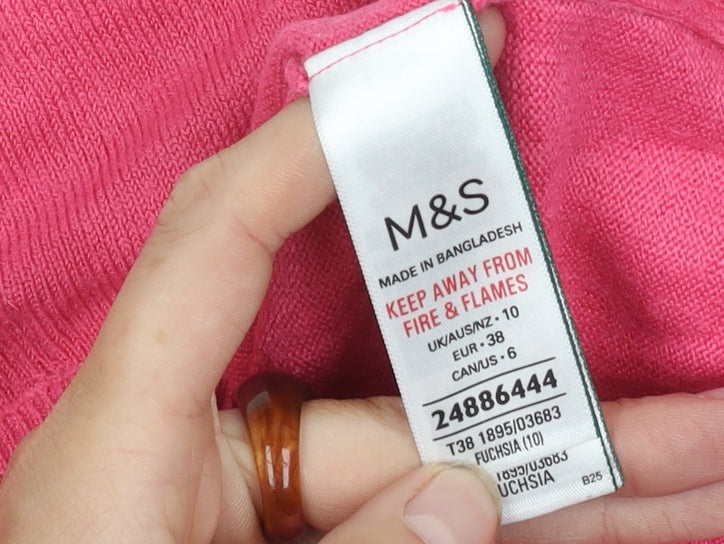 M&S
MADE IN BANGLADESH
KEEP AWAY FROM
FIRE & FLAMES
UK/AUS/NZ • 10
EUR • 38
CAN/US • 6
24886444
T38 1895/03683
FUCHSIA (10)
1895/03683
UCHSIA
B25